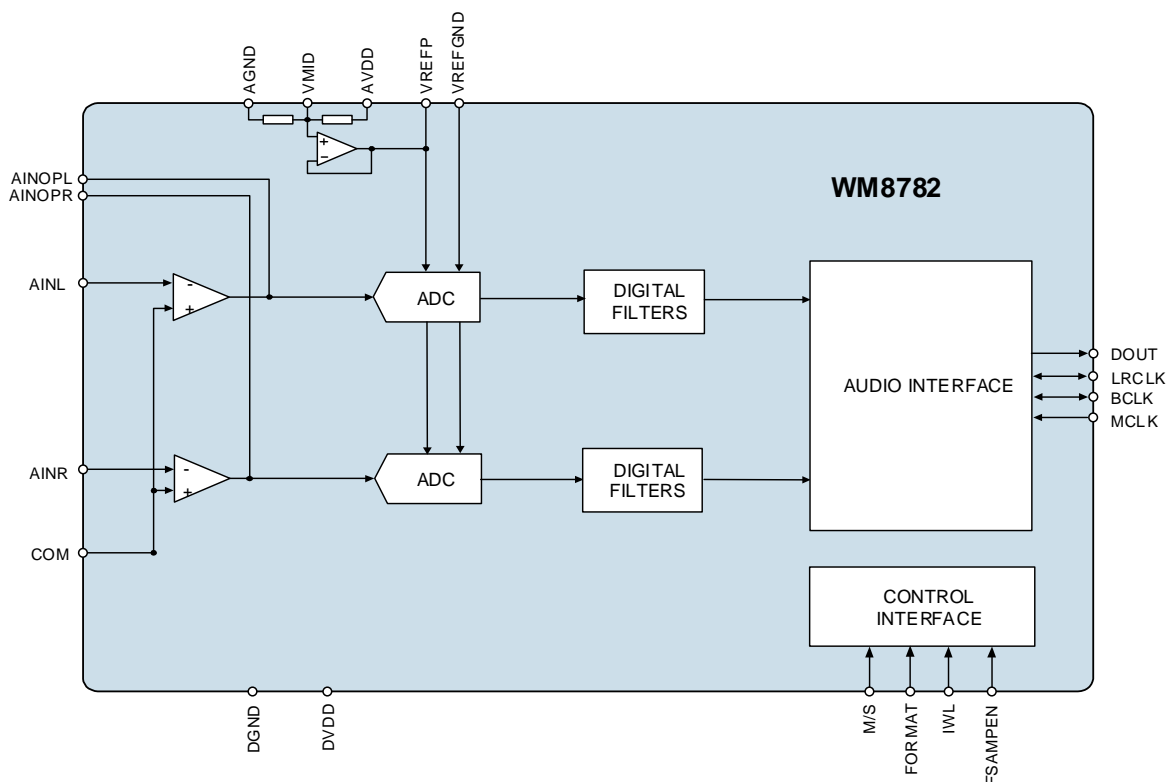 AGND
VMID
AVDD
VREFP
VREFGND
+
-
AINOPL
AINOPR
WM8782
AINL
-
+
ADC
DIGITAL
FILTERS
AUDIO INTERFACE
DOUT
LRCLK
BCLK
MCLK
AINR
-
+
ADC
DIGITAL
FILTERS
COM
CONTROL
INTERFACE
DGND
DVDD
M/S
FORMAT
IWL
FSAMPEN